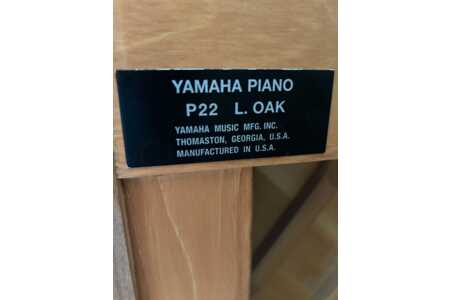 YAMAHA PIANO
P22 L. OAK
YAMAHA MUSIC MFG. INC.
THOMASTON, GEORGIA, U.S.A.
MANUFACTURED IN U.S.A.